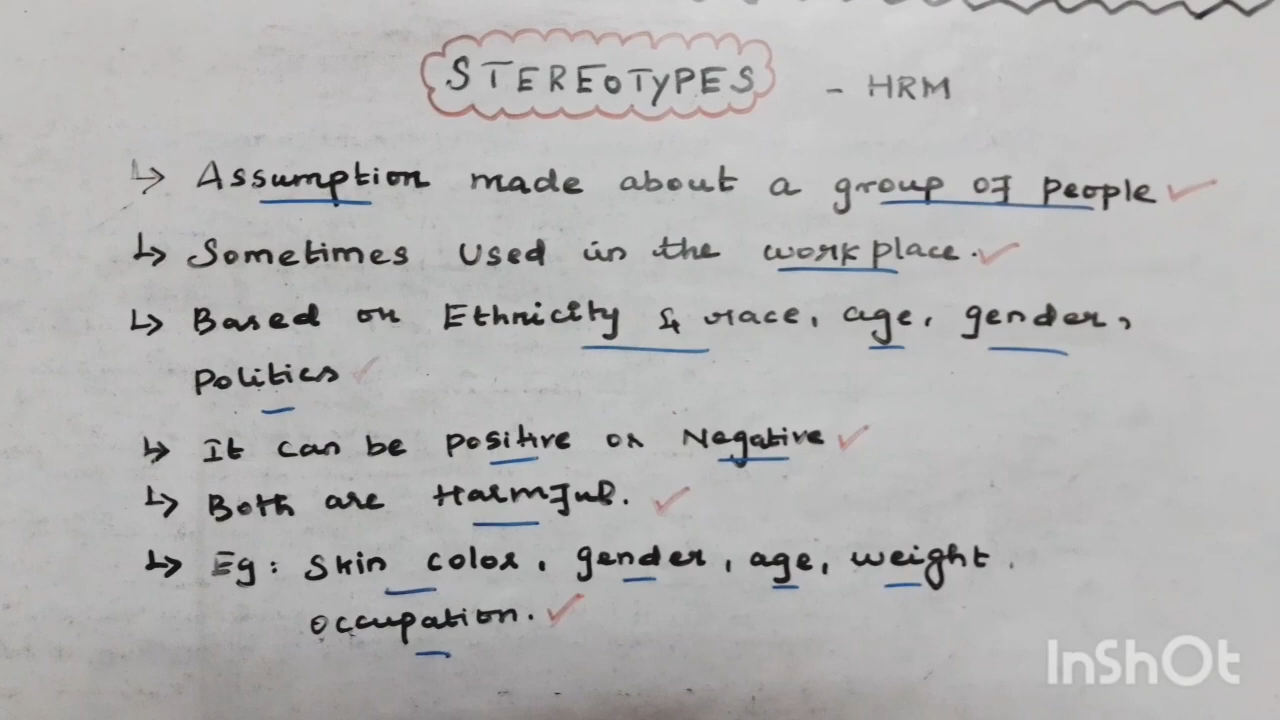 STEREOTYPES - HRM
↳ Assumption made about a group of people ✓
↳ Sometimes used in the workplace. ✓
↳ Based on Ethnicity & race, age, gender,
Politics ✓
↳ It can be positive or Negative ✓
↳ Both are Harmful. ✓
↳ Eg: Skin color, gender, age, weight,
occupation. ✓
InShOt